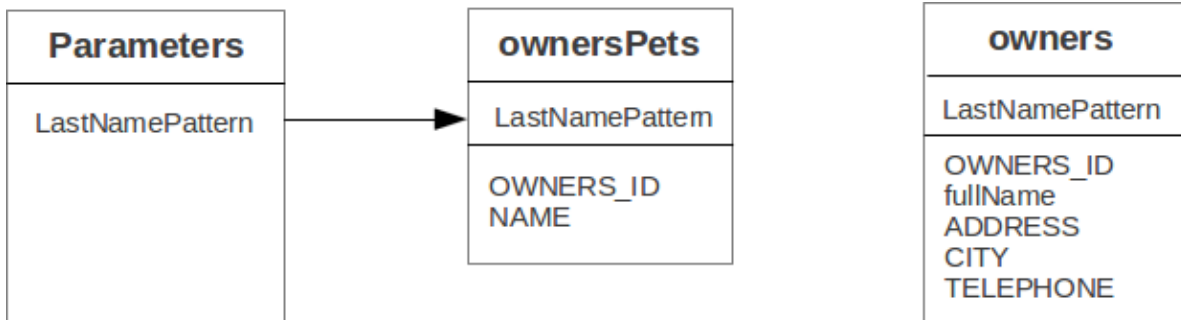 Parameters
LastNamePattern
ownersPets
LastNamePattern
OWNERS_ID
NAME
owners
LastNamePattern
OWNERS_ID
fullName
ADDRESS
CITY
TELEPHONE